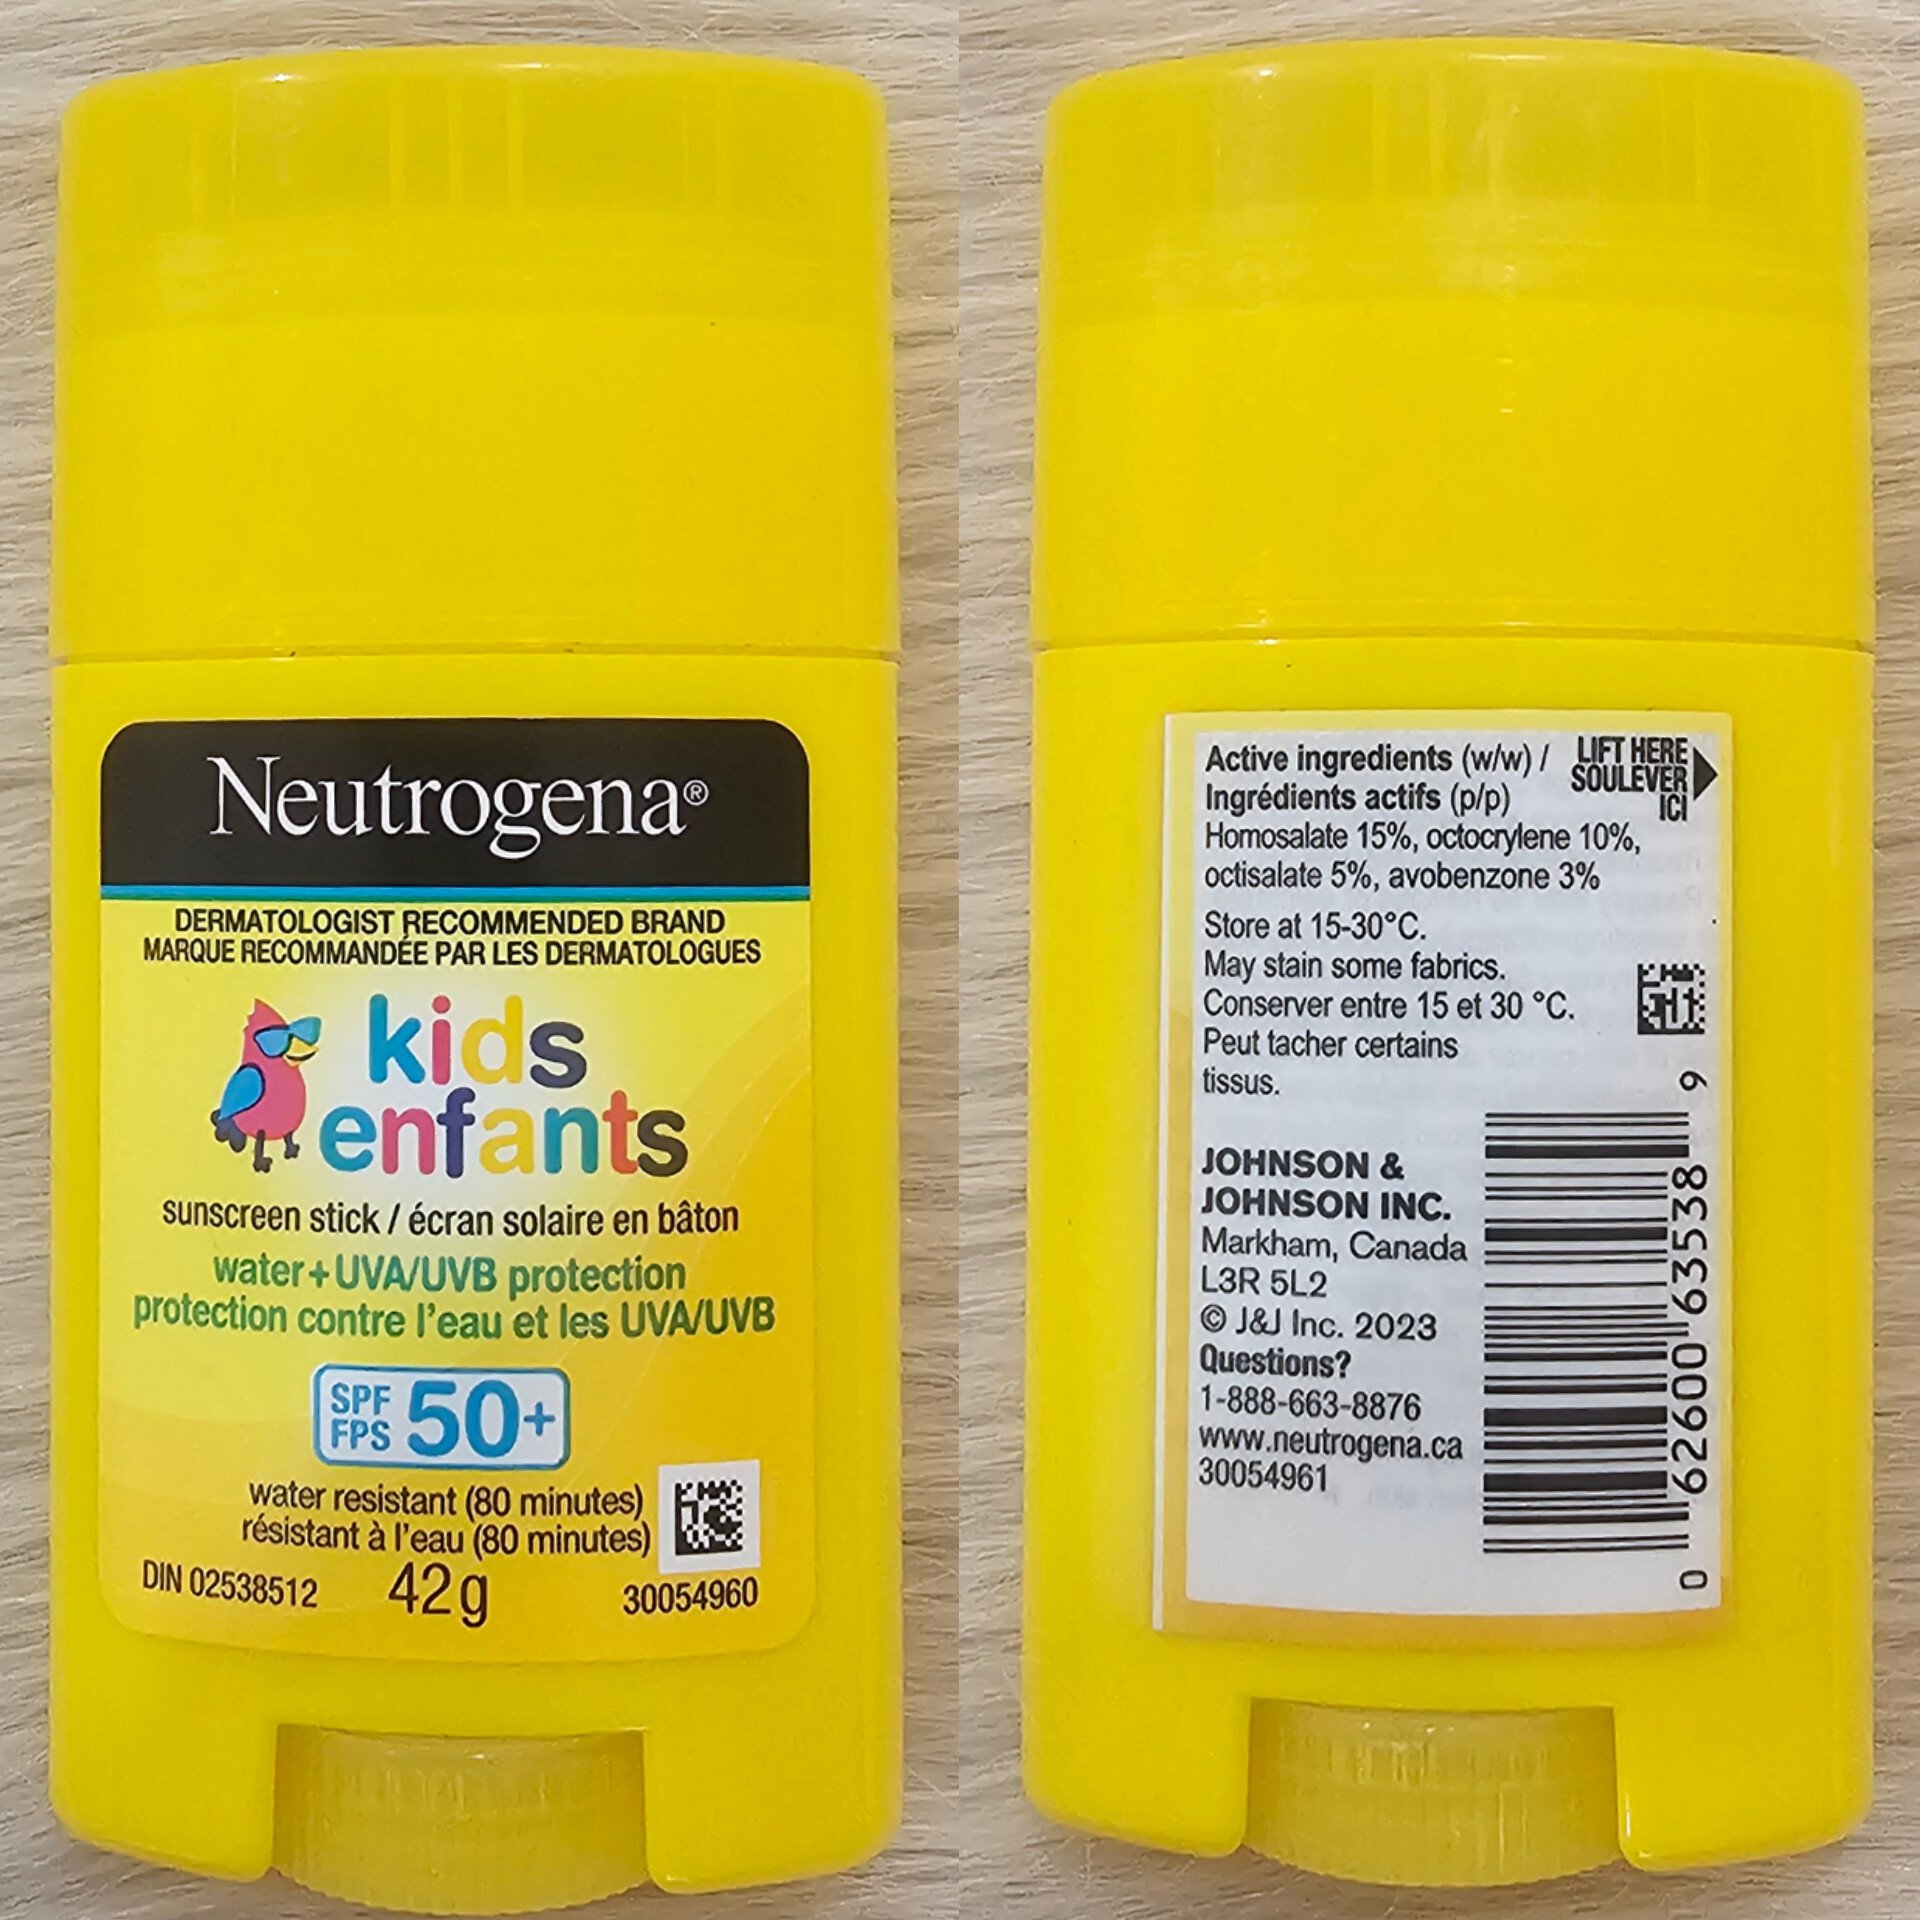 Neutrogena®
DERMATOLOGIST RECOMMENDED BRAND
MARQUE RECOMMANDÉE PAR LES DERMATOLOGUES
kids
enfants
sunscreen stick / écran solaire en bâton
water+UVA/UVB protection
protection contre l'eau et les UVA/UVB
SPF
FPS 50+
water resistant (80 minutes)
résistant à l'eau (80 minutes)
DIN 02538512 42g 30054960
Active ingredients (w/w) /
Ingrédients actifs (p/p)
LIFT HERE
SOULEVER
ICI
Homosalate 15%, octocrylene 10%,
octisalate 5%, avobenzone 3%
Store at 15-30°C.
May stain some fabrics.
Conserver entre 15 et 30 °C.
Peut tacher certains
tissus.
JOHNSON &
JOHNSON INC.
Markham, Canada
L3R 5L2
© J&J Inc. 2023
Questions?
1-888-663-8876
www.neutrogena.ca
30054961
0 62600 63538 9